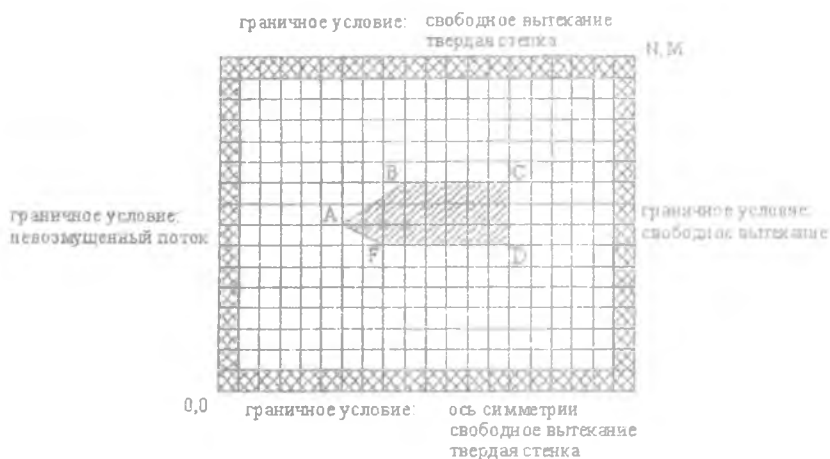 граничное условие: свободное вытекание
твердая стенка
N, M
B
C
A
граничное условие:
невозмущенный поток
граничное условие:
свободное вытекание
F
D
0,0
граничное условие: ось симметрии
свободное вытекание
твердая стенка